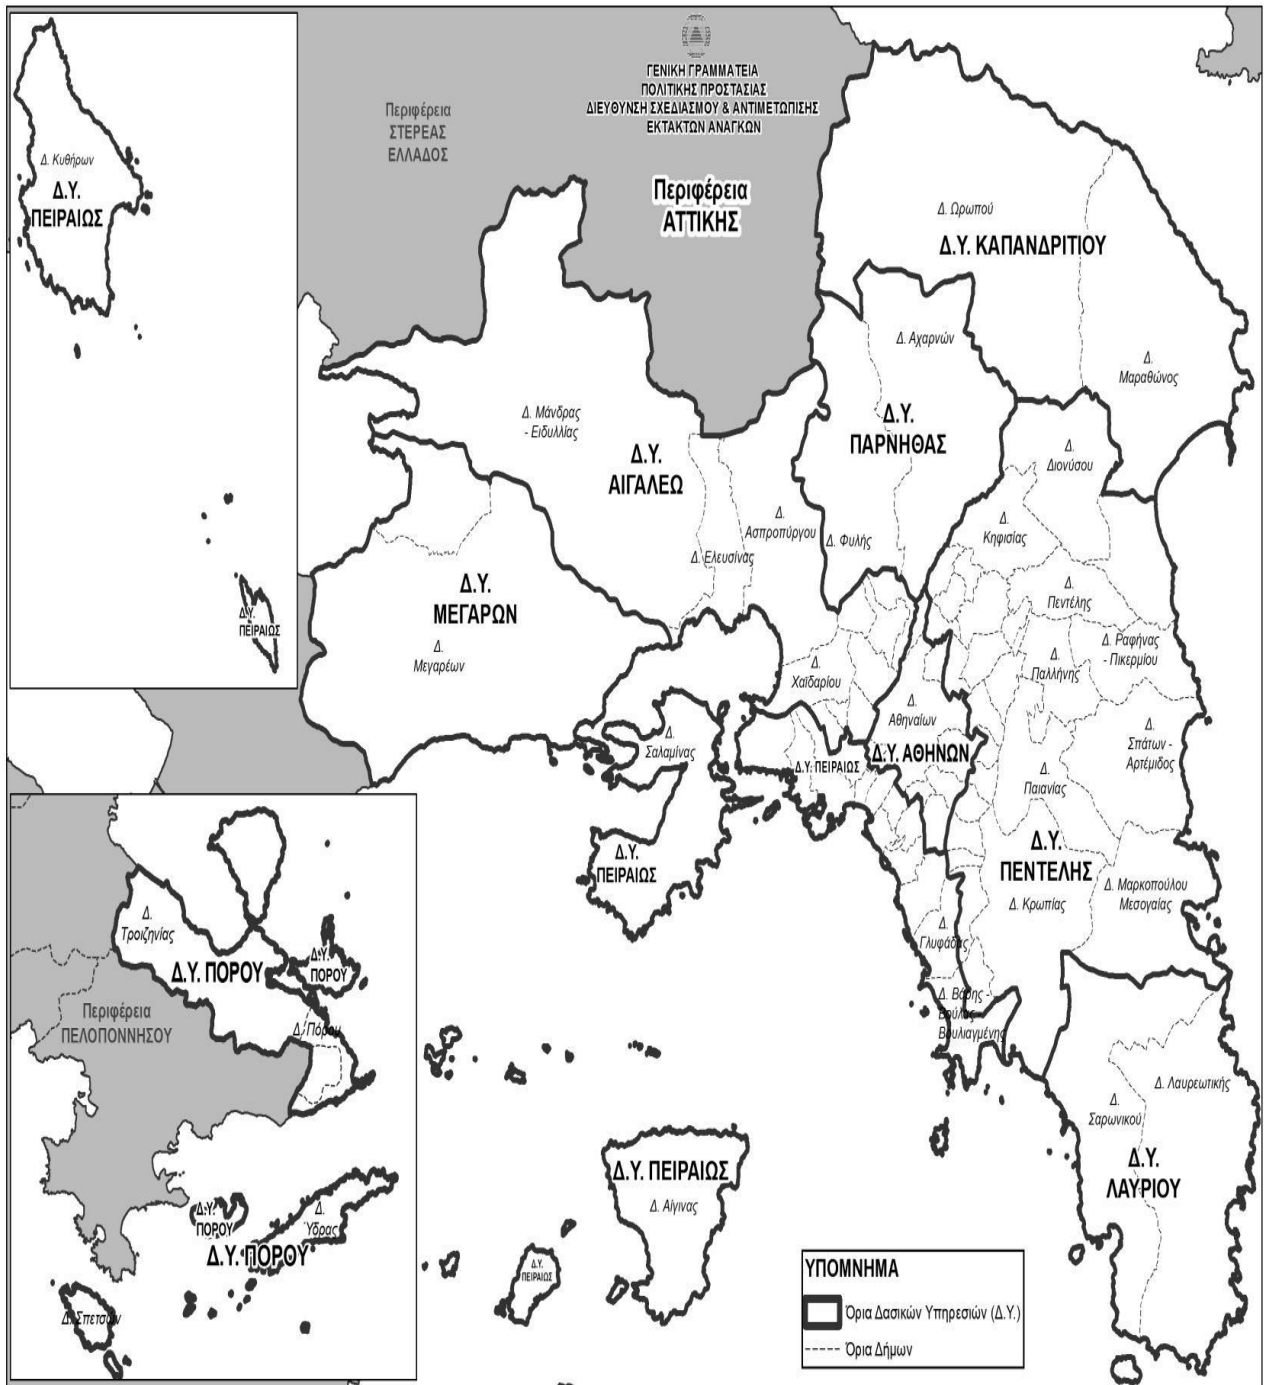 ΓΕΝΙΚΗ ΓΡΑΜΜΑΤΕΙΑ
ΠΟΛΙΤΙΚΗΣ ΠΡΟΣΤΑΣΙΑΣ
ΔΙΕΥΘΥΝΣΗ ΣΧΕΔΙΑΣΜΟΥ & ΑΝΤΙΜΕΤΩΠΙΣΗΣ
ΕΚΤΑΚΤΩΝ ΑΝΑΓΚΩΝ
Περιφέρεια
ΑΤΤΙΚΗΣ
Περιφέρεια
ΣΤΕΡΕΑΣ
ΕΛΛΑΔΟΣ
Δ. Κυθήρων
Δ.Υ.
ΠΕΙΡΑΙΩΣ
Δ.Υ.
ΠΕΙΡΑΙΩΣ
Δ. Ωρωπού
Δ.Υ. ΚΑΠΑΝΔΡΙΤΙΟΥ
Δ.
Μαραθώνος
Δ. Αχαρνών
Δ.Υ.
ΠΑΡΝΗΘΑΣ
Δ. Φυλής
Δ. Μάνδρας
- Ειδυλλίας
Δ.Υ.
ΑΙΓΑΛΕΩ
Δ.
Ασπροπύργου
Δ. Ελευσίνας
Δ.Υ.
ΜΕΓΑΡΩΝ
Δ.
Μεγαρέων
Δ.
Διονύσου
Δ.
Κηφισίας
Δ.
Πεντέλης
Δ. Ραφήνας
- Πικερμίου
Δ.
Παλλήνης
Δ.
Χαϊδαρίου
Δ.
Αθηναίων
Δ.Υ. ΑΘΗΝΩΝ
Δ.
Σπάτων -
Αρτέμιδος
Δ.
Παιανίας
Δ.
Σαλαμίνας
Δ.Υ. ΠΕΙΡΑΙΩΣ
Δ.Υ.
ΠΕΙΡΑΙΩΣ
Δ.Υ.
ΠΕΝΤΕΛΗΣ
Δ. Κρωπίας
Δ. Μαρκοπούλου
Μεσογαίας
Δ.
Γλυφάδας
Δ. Βάρης -
Βούλας -
Βουλιαγμένης
Δ.
Τροιζηνίας
Δ.Υ. ΠΟΡΟΥ
Δ.Υ.
ΠΟΡΟΥ
Περιφέρεια
ΠΕΛΟΠΟΝΝΗΣΟΥ
Δ. Πόρου
Δ.Υ.
ΠΟΡΟΥ
Δ.
Ύδρας
Δ.Υ. ΠΟΡΟΥ
Δ. Σπετσών
Δ.Υ. ΠΕΙΡΑΙΩΣ
Δ. Αίγινας
Δ.Υ.
ΠΕΙΡΑΙΩΣ
Δ. Λαυρεωτικής
Δ.
Σαρωνικού
Δ.Υ.
ΛΑΥΡΙΟΥ
ΥΠΟΜΝΗΜΑ
Όρια Δασικών Υπηρεσιών (Δ.Υ.)
Όρια Δήμων